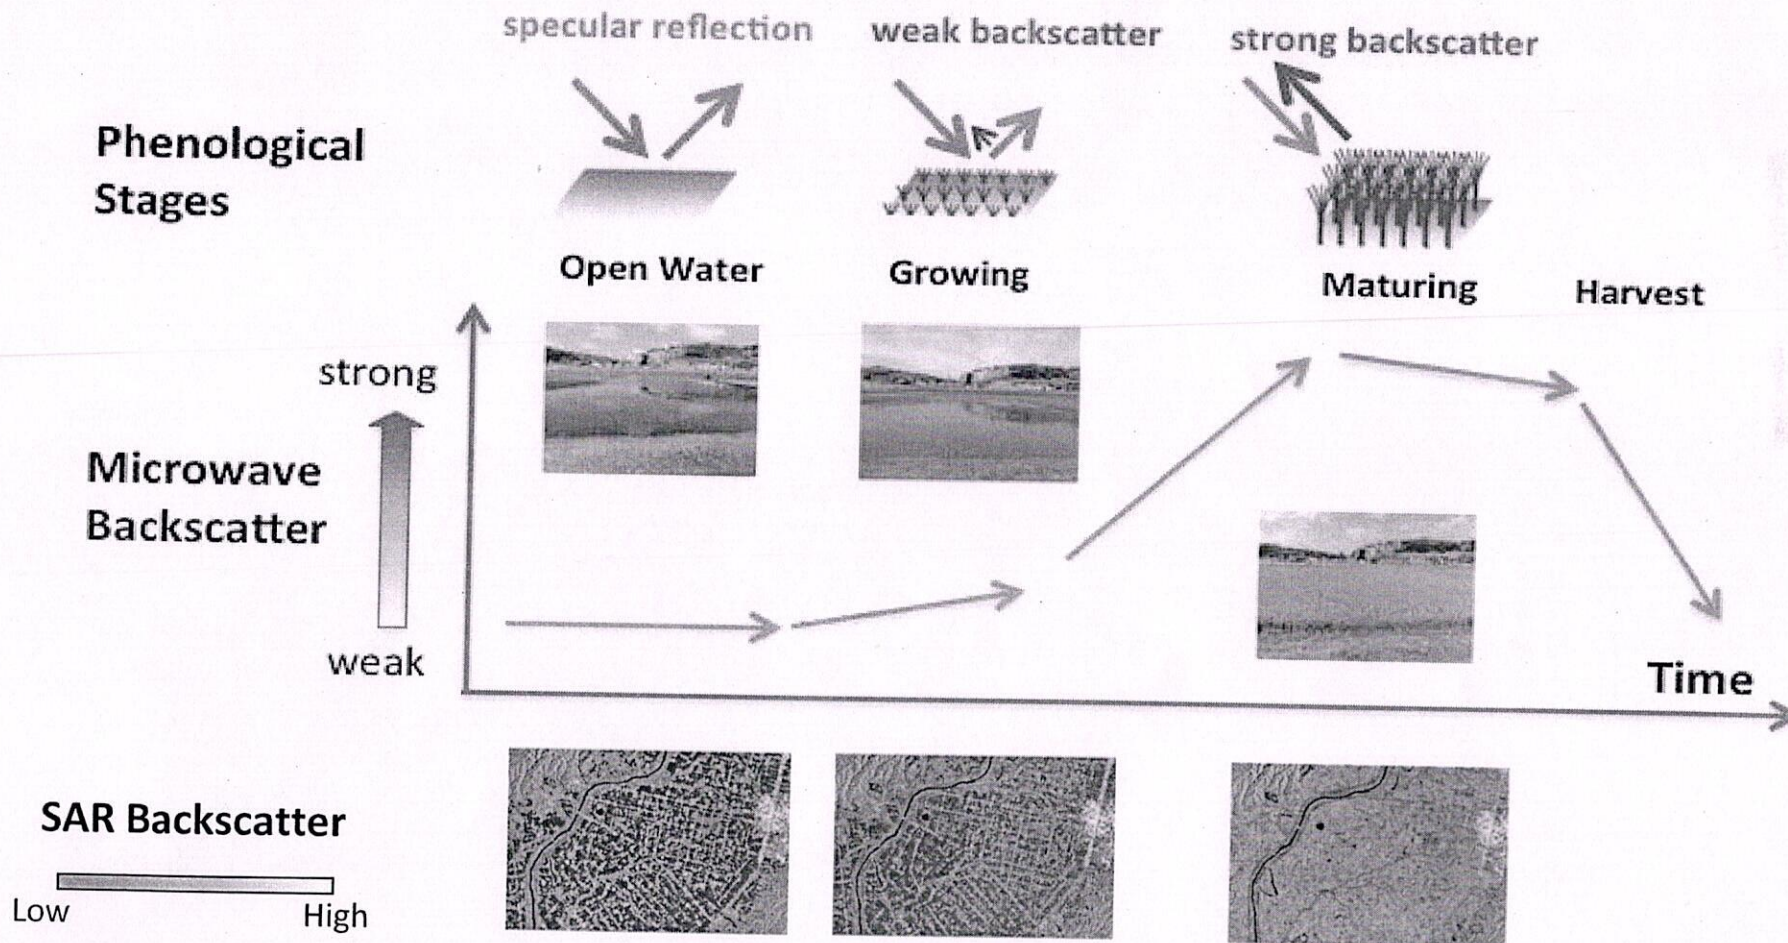 specular reflection
weak backscatter
strong backscatter
Phenological
Stages
Open Water
Growing
Maturing
Harvest
strong
Microwave
Backscatter
weak
Time
SAR Backscatter
Low
High